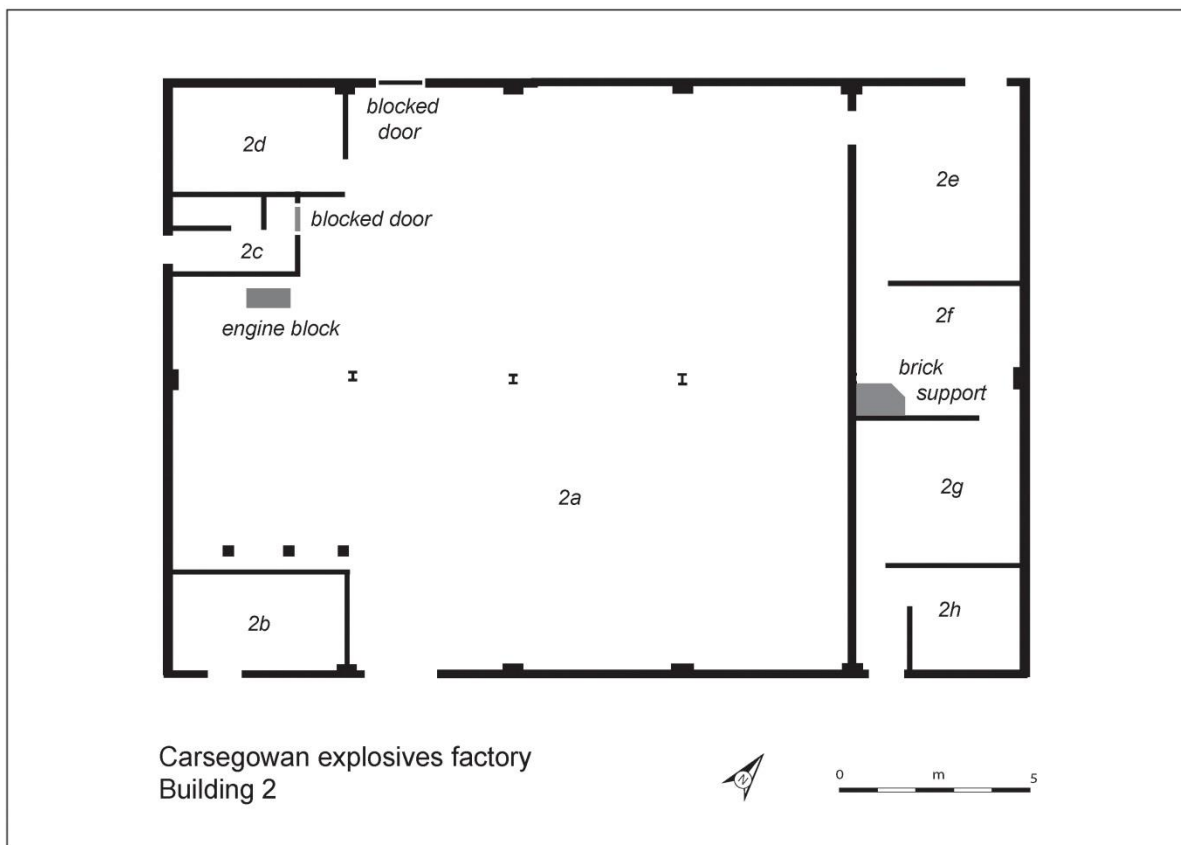 blocked
door
2d
2e
blocked door
2c
2f
engine block
brick
support
2g
2a
2h
2b
Carsegowan explosives factory
Building 2
N
0 m 5